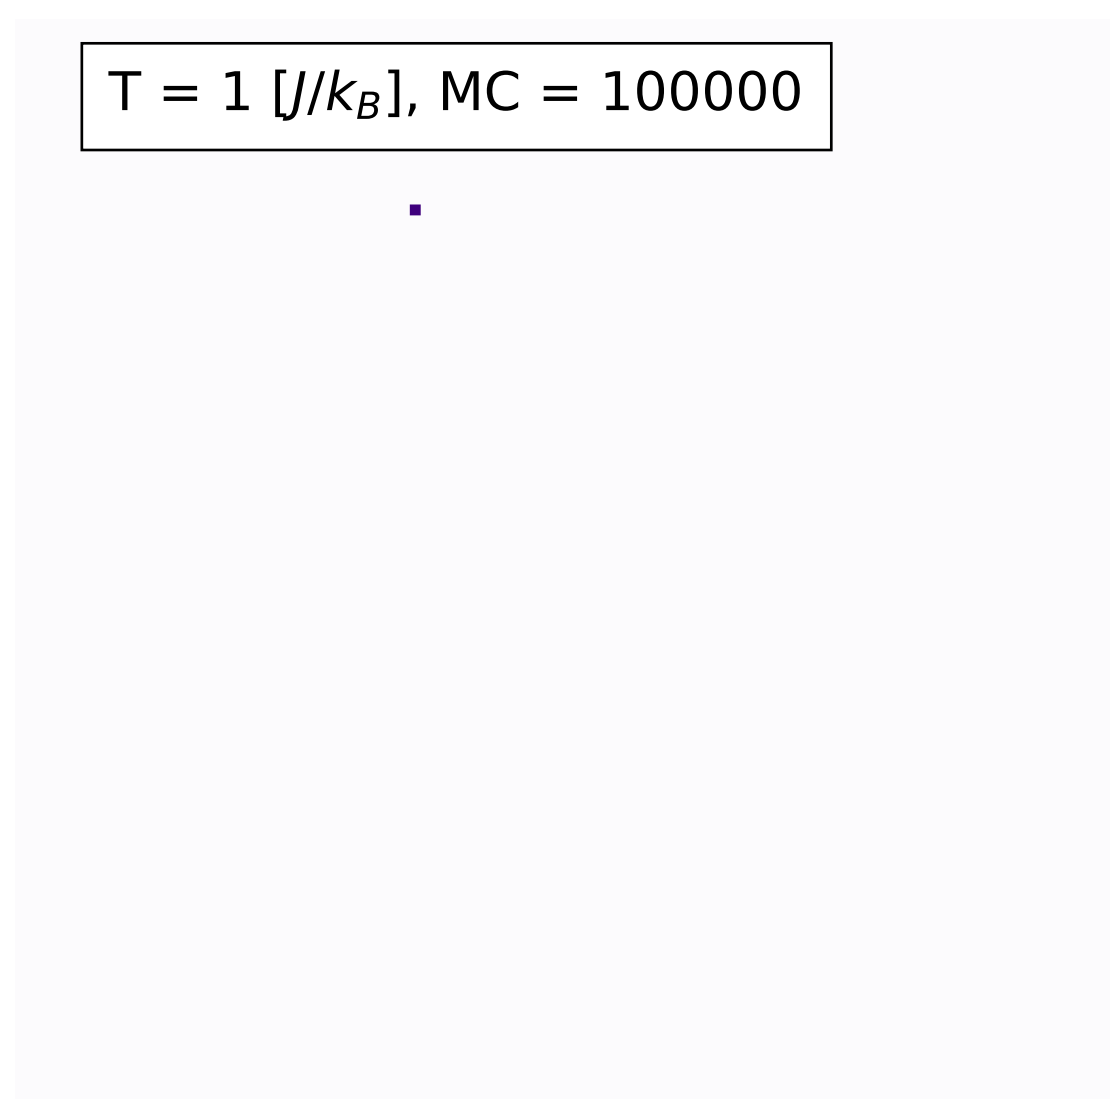 T = 1 [J/k_B], MC = 100000